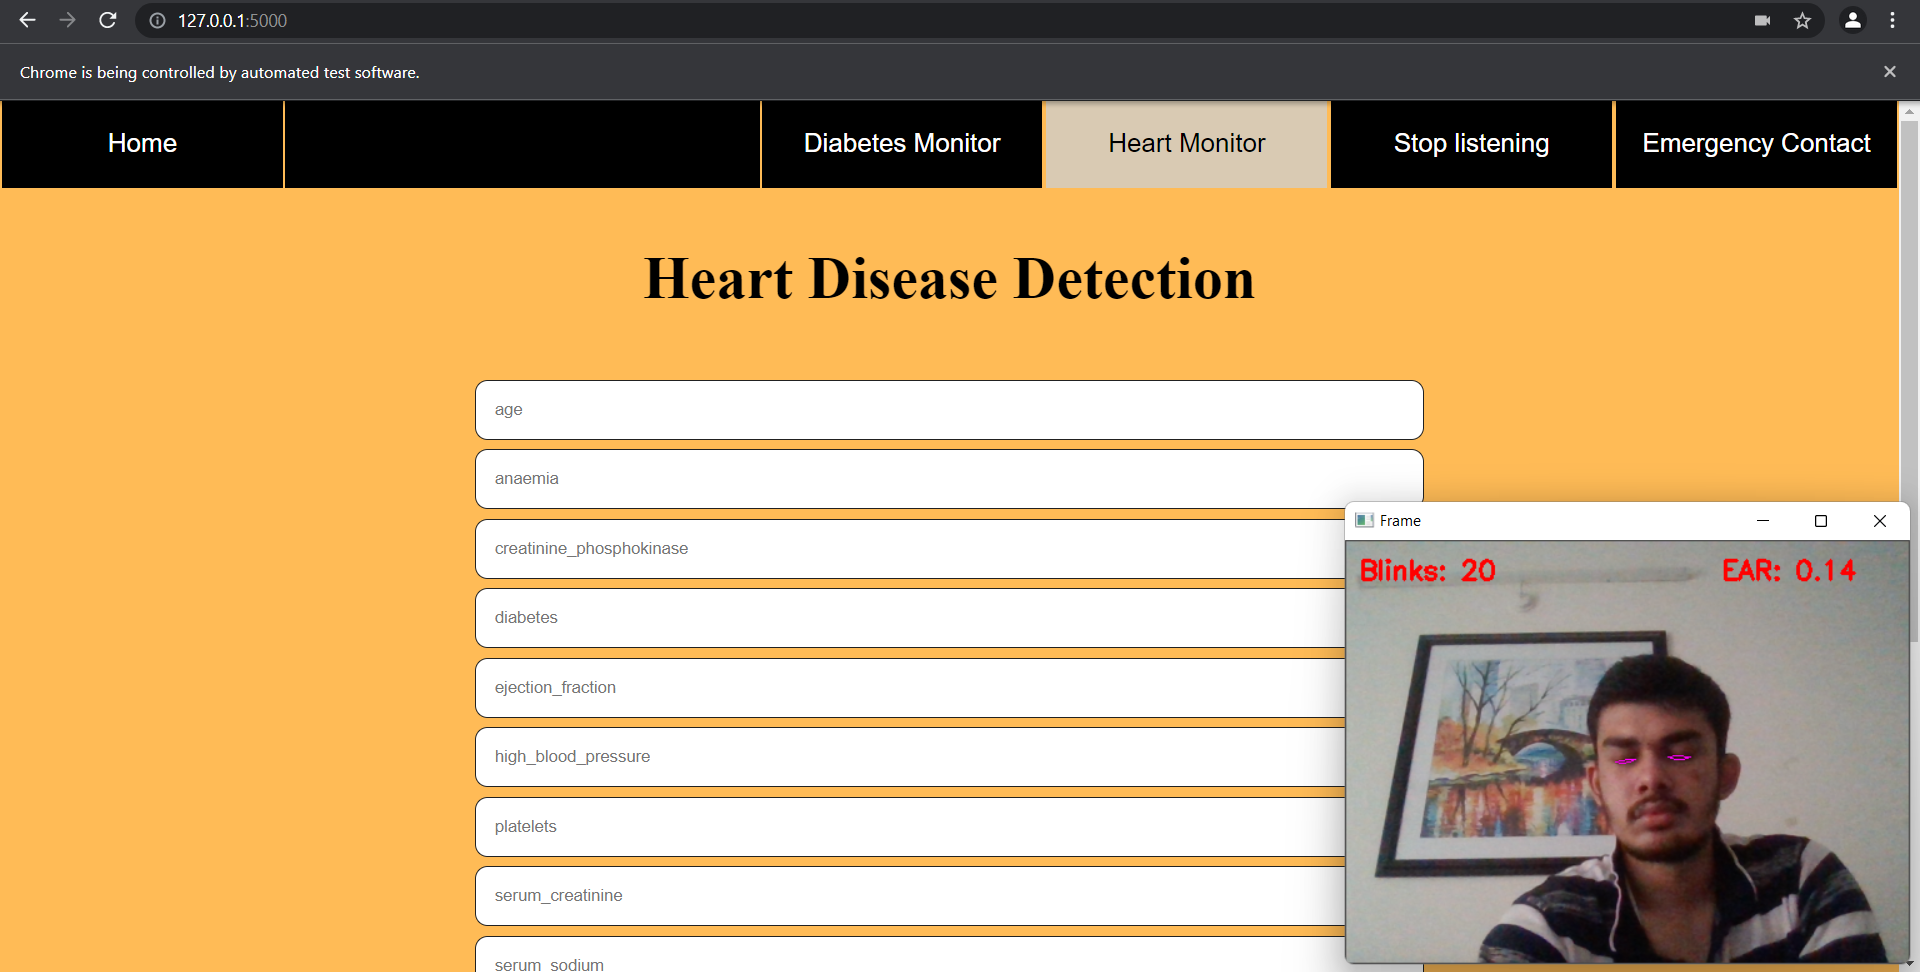 127.0.0.1:5000
Chrome is being controlled by automated test software.
Home
Diabetes Monitor
Heart Monitor
Stop listening
Emergency Contact
Heart Disease Detection
age
anaemia
creatinine_phosphokinase
diabetes
ejection_fraction
high_blood_pressure
platelets
serum_creatinine
serum_sodium
Frame
Blinks: 20
EAR: 0.14